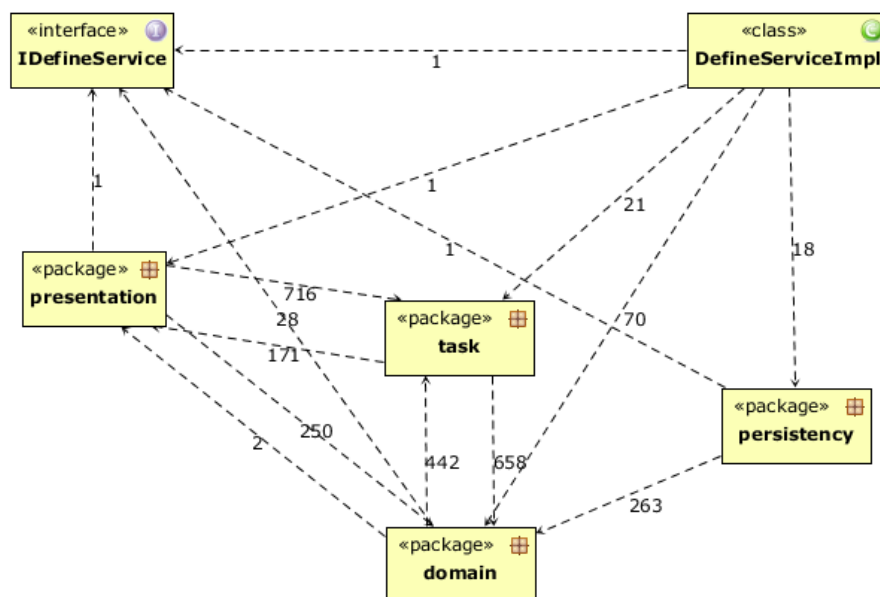 «interface» I
IDefineService
«class» C
DefineServiceImpl
1
1
1
21
1
18
«package»
presentation
716
28
70
«package»
task
171
2
250
442
658
«package»
persistency
263
«package»
domain